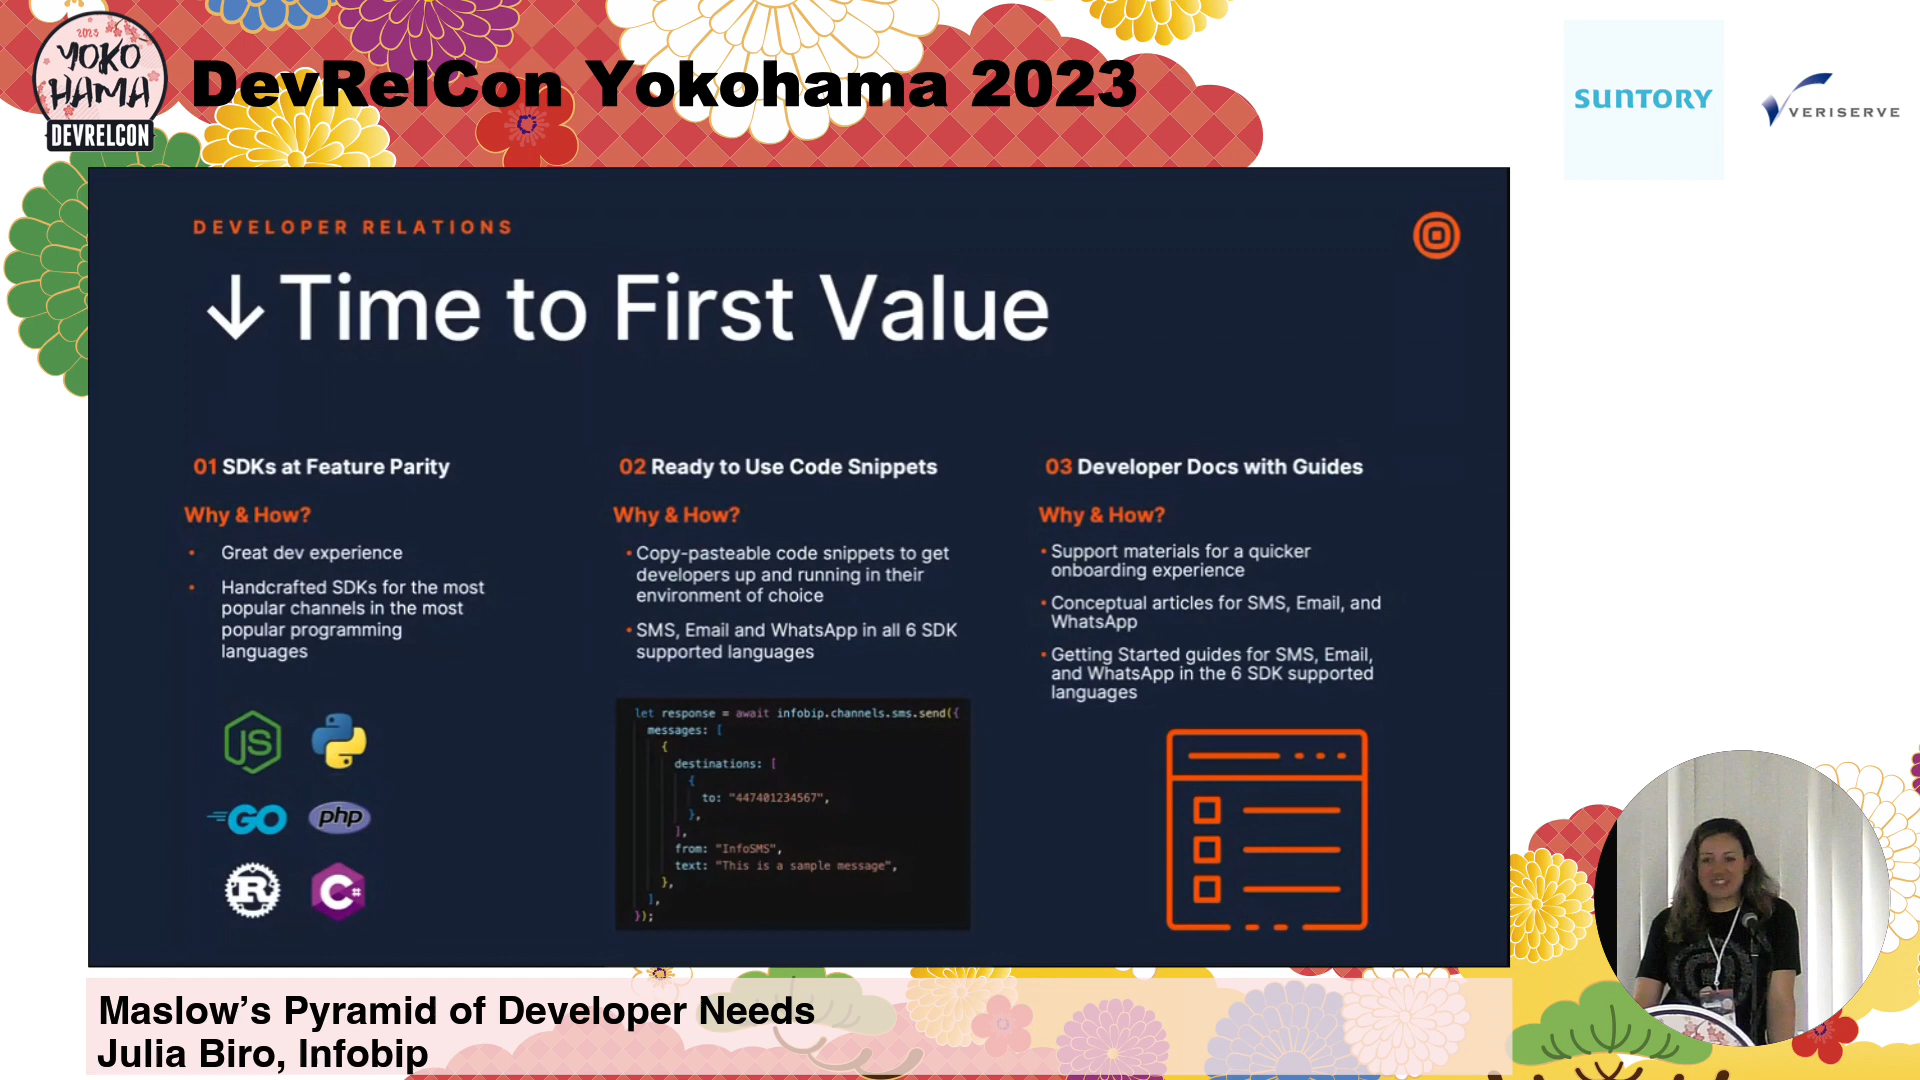 2023
YOKO
HAMA
DEVRELCON
DevRelCon Yokohama 2023
SUNTORY
VERISERVE
DEVELOPER RELATIONS
↓Time to First Value
01 SDKs at Feature Parity
Why & How?
• Great dev experience
• Handcrafted SDKs for the most
popular channels in the most
popular programming
languages
JS
GO
php
R
C#
02 Ready to Use Code Snippets
Why & How?
• Copy-pasteable code snippets to get
developers up and running in their
environment of choice
• SMS, Email and WhatsApp in all 6 SDK
supported languages
let response = await infobip.channels.sms.send({
messages: [
{
destinations: [
{
to: "447401234567",
},
],
from: "InfoSMS",
text: "This is a sample message",
},
],
});
03 Developer Docs with Guides
Why & How?
• Support materials for a quicker
onboarding experience
• Conceptual articles for SMS, Email, and
WhatsApp
• Getting Started guides for SMS, Email,
and WhatsApp in the 6 SDK supported
languages
Maslow’s Pyramid of Developer Needs
Julia Biro, Infobip